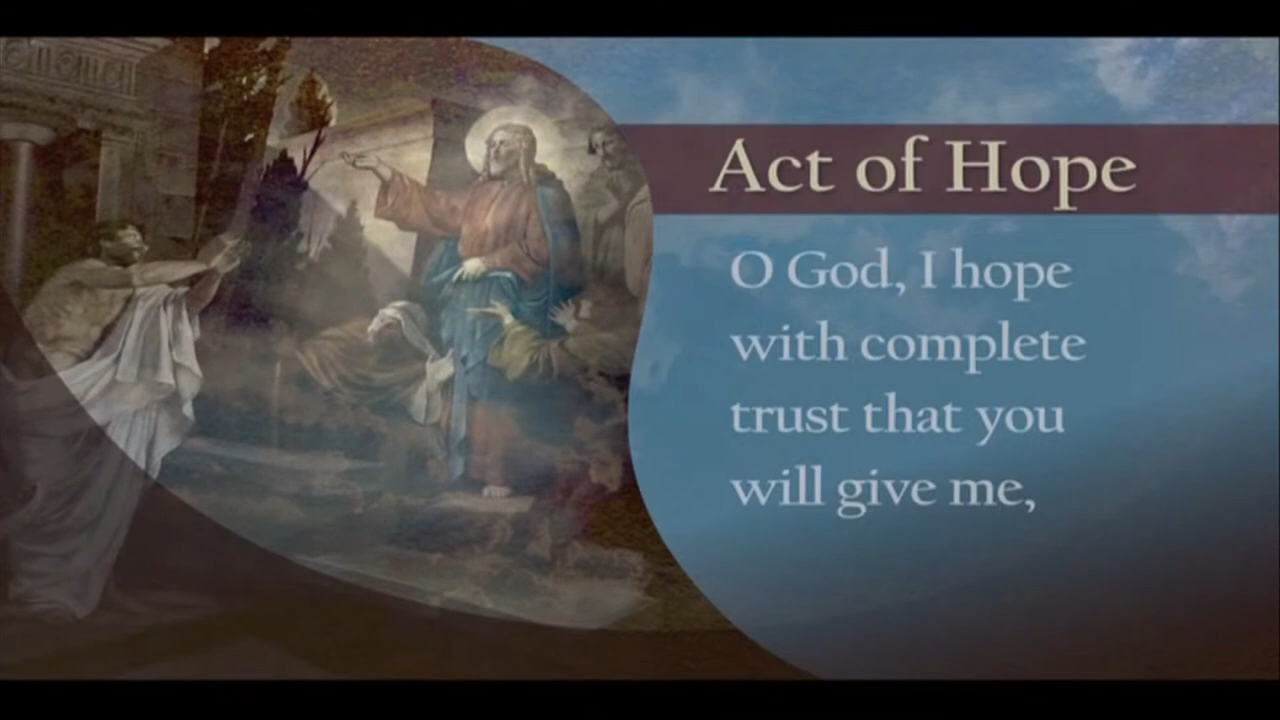 Act of Hope
O God, I hope
with complete
trust that you
will give me,